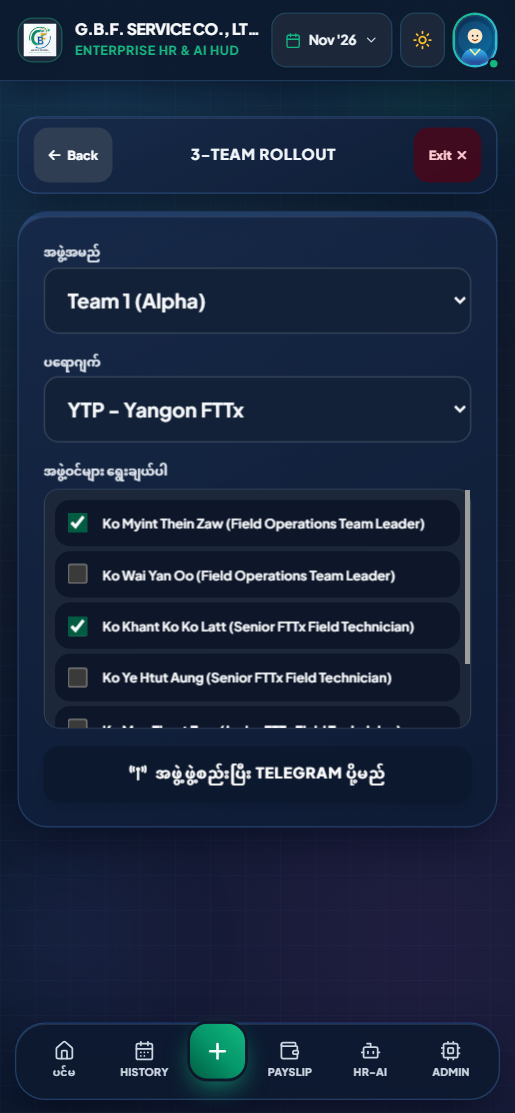 G.B.F. SERVICE CO., LT...
ENTERPRISE HR & AI HUD
Nov '26
Back
3-TEAM ROLLOUT
Exit ✕
အဖွဲ့အမည်
Team 1 (Alpha)
ပရောဂျက်
YTP - Yangon FTTx
အဖွဲ့ဝင်များ ရွေးချယ်ပါ
Ko Myint Thein Zaw (Field Operations Team Leader)
Ko Wai Yan Oo (Field Operations Team Leader)
Ko Khant Ko Ko Latt (Senior FTTx Field Technician)
Ko Ye Htut Aung (Senior FTTx Field Technician)
အဖွဲ့ ဖွဲ့စည်းပြီး TELEGRAM ပို့မည်
ပင်မ
HISTORY
PAYSLIP
HR-AI
ADMIN